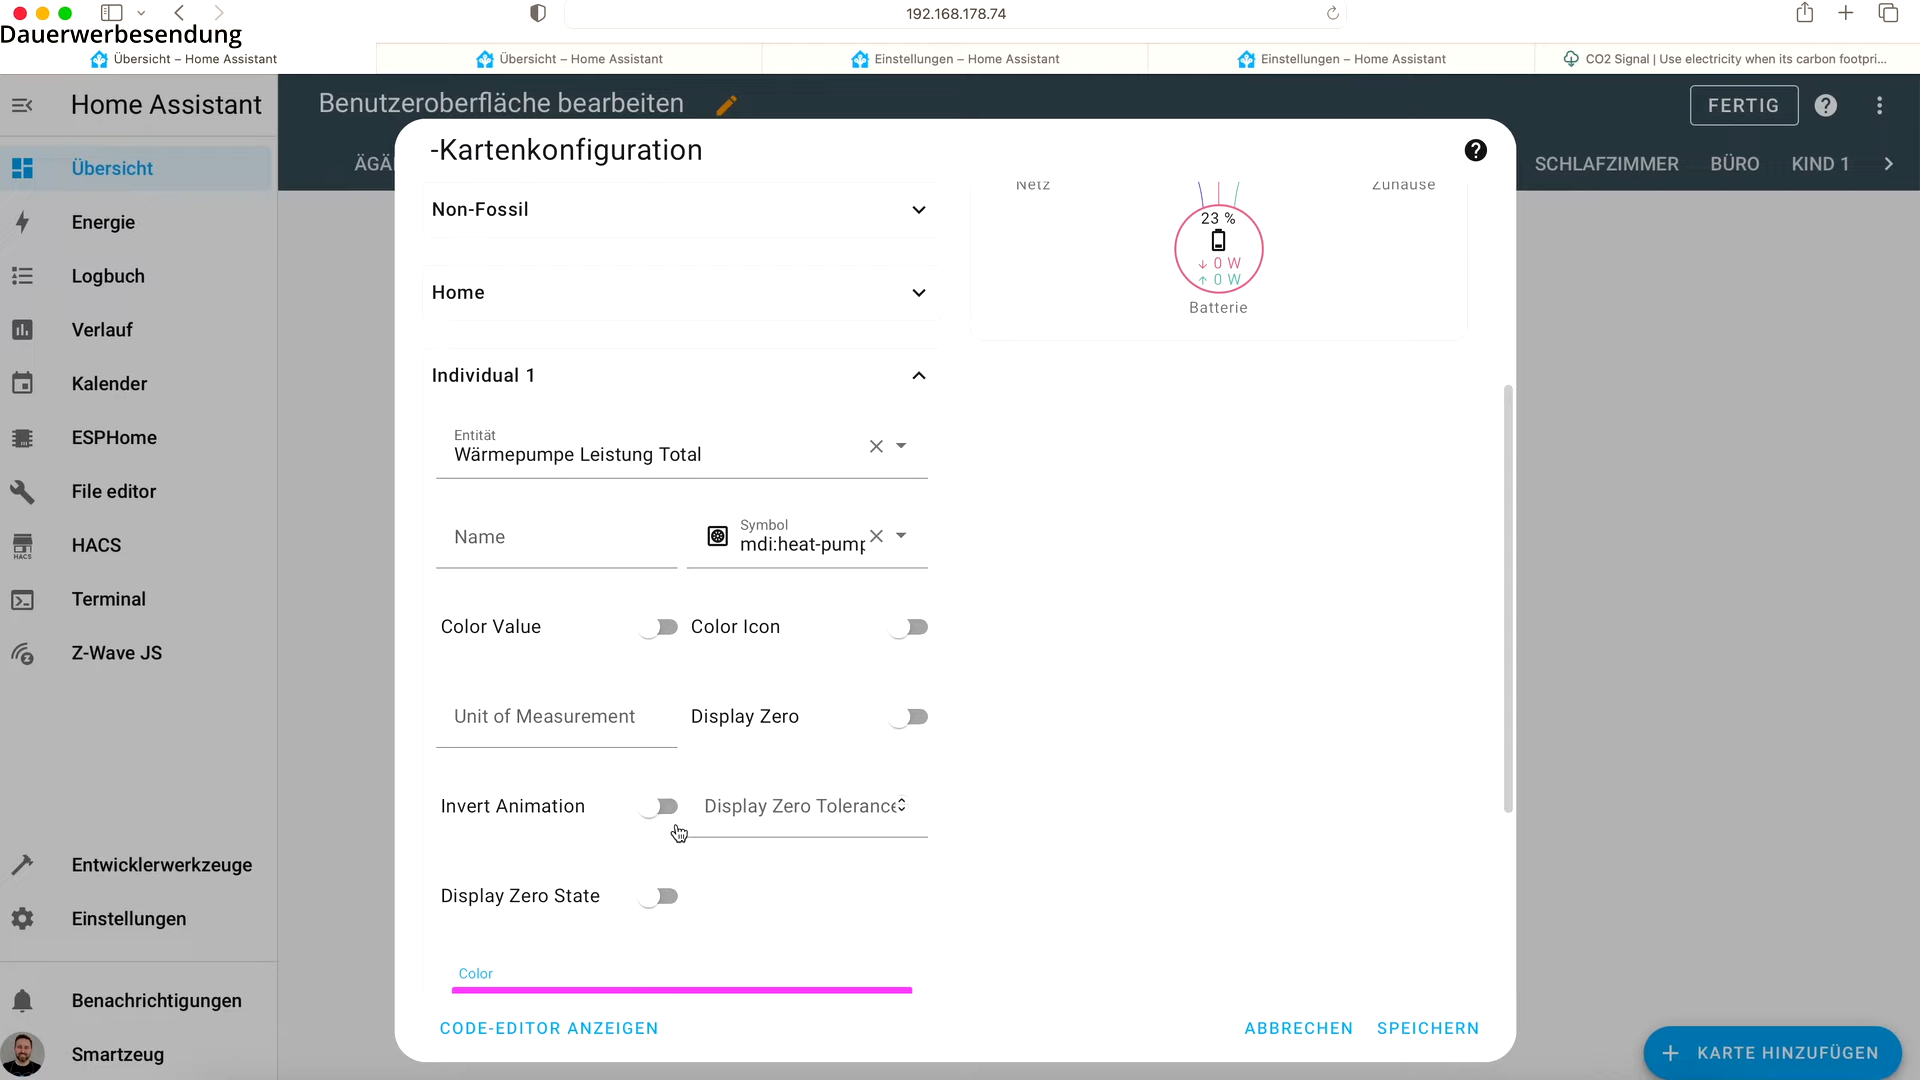 192.168.178.74
Dauerwerbesendung
Übersicht – Home Assistant
Übersicht – Home Assistant
Einstellungen – Home Assistant
Einstellungen – Home Assistant
CO2 Signal | Use electricity when its carbon footpri...
Home Assistant
Benutzeroberfläche bearbeiten
FERTIG
ÄGÄ
SCHLAFZIMMER
BÜRO
KIND 1
Übersicht
Energie
Logbuch
Verlauf
Kalender
ESPHome
File editor
HACS
HACS
Terminal
Z-Wave JS
Entwicklerwerkzeuge
Einstellungen
Benachrichtigungen
Smartzeug
-Kartenkonfiguration
Non-Fossil
Home
Individual 1
Entität
Wärmepumpe Leistung Total
Name
Symbol
mdi:heat-pump
Color Value
Color Icon
Unit of Measurement
Display Zero
Invert Animation
Display Zero Tolerance
Display Zero State
Color
Netz
Zuhause
23 %
↓ 0 W
↑ 0 W
Batterie
CODE-EDITOR ANZEIGEN
ABBRECHEN
SPEICHERN
+ KARTE HINZUFÜGEN